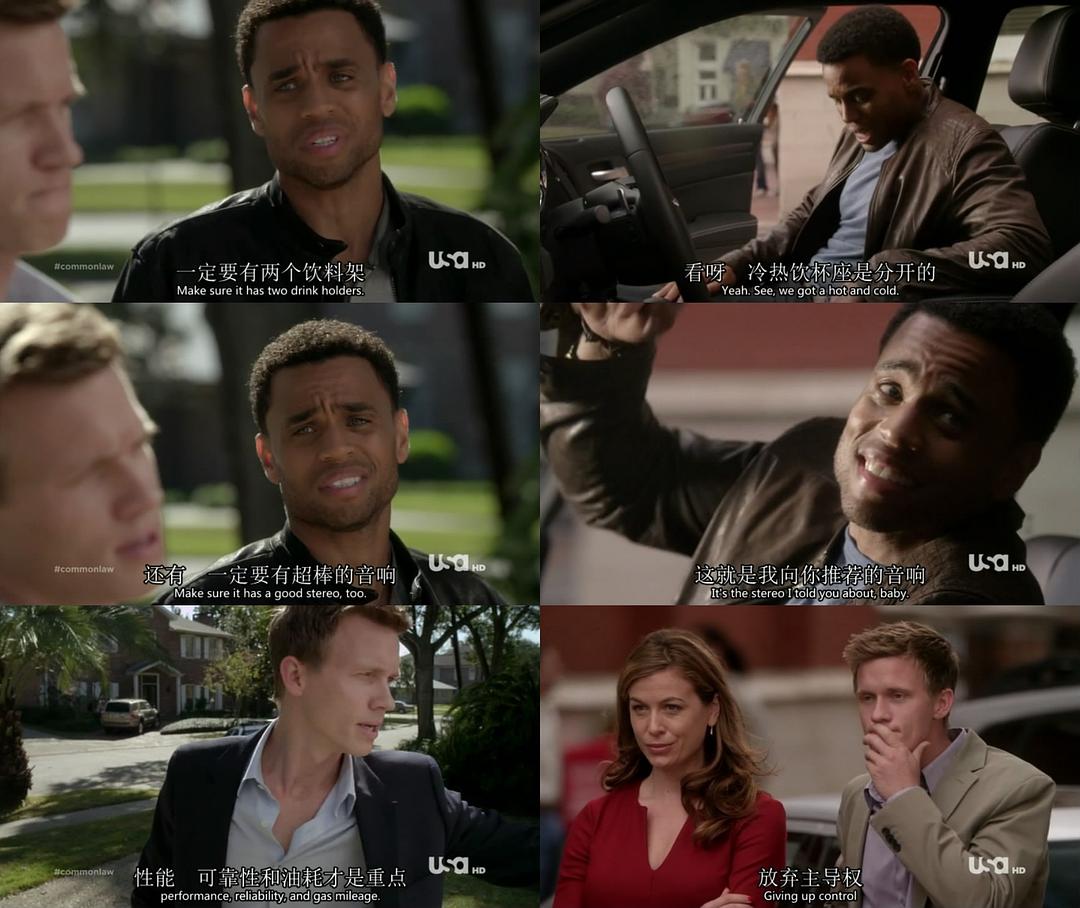 #commonlaw
usa HD
一定要有两个饮料架
Make sure it has two drink holders.
usa HD
看呀 冷热饮杯座是分开的
Yeah. See, we got a hot and cold.
#commonlaw
usa HD
还有 一定要有超棒的音响
Make sure it has a good stereo, too.
usa HD
这就是我向你推荐的音响
It's the stereo I told you about, baby.
#commonlaw
usa HD
性能 可靠性和油耗才是重点
performance, reliability, and gas mileage.
usa HD
放弃主导权
Giving up control